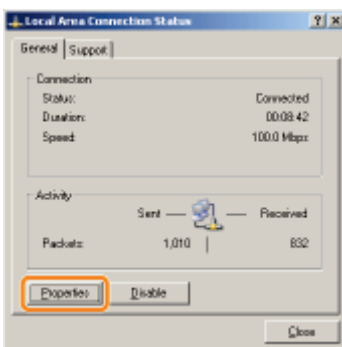 Local Area Connection Status
General Support
Connection
Status: Connected
Duration: 00:08:42
Speed: 100.0 Mbps
Activity
Sent Received
Packets: 1,010 832
Properties Disable
Close